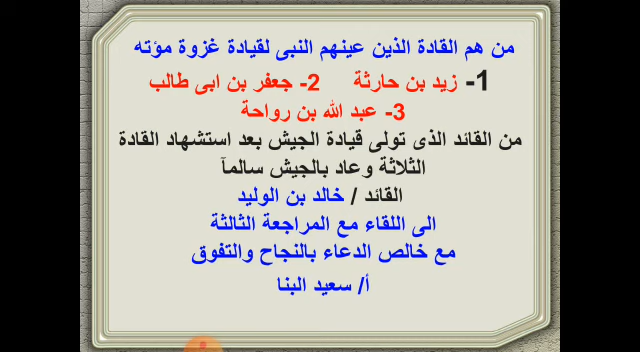 من هم القادة الذين عينهم النبى لقيادة غزوة مؤته
1- زيد بن حارثة 2- جعفر بن ابى طالب
3- عبد الله بن رواحة
من القائد الذى تولى قيادة الجيش بعد استشهاد القادة
الثلاثة وعاد بالجيش سالمآ
القائد / خالد بن الوليد
الى اللقاء مع المراجعة الثالثة
مع خالص الدعاء بالنجاح والتفوق
أ/ سعيد البنا